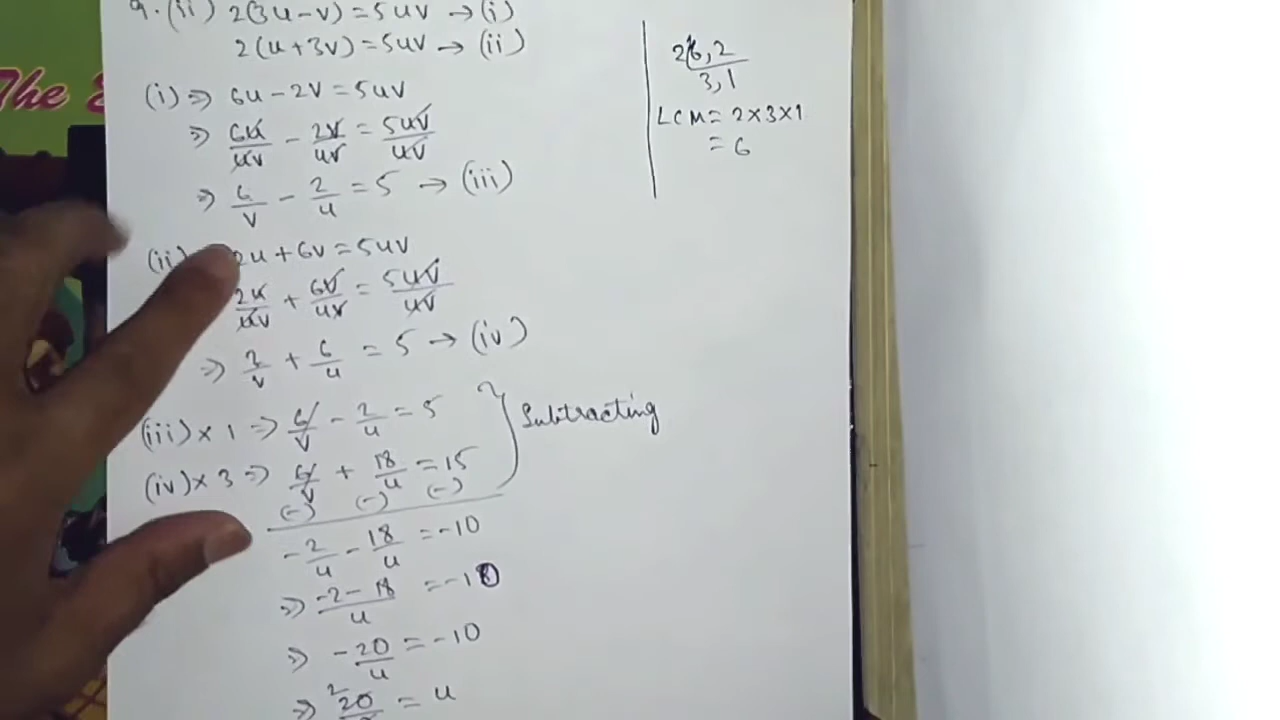 The
9. (ii) 2(3u-v)=5uv →(i)
2(u+3v)=5uv → (ii)
(i) ⇒ 6u-2v=5uv
⇒ 6u/uv - 2v/uv = 5uv/uv
⇒ 6/v - 2/u = 5 → (iii)
(ii) 2u+6v=5uv
2u/uv + 6v/uv = 5uv/uv
⇒ 2/v + 6/u = 5 → (iv)
(iii) × 1 ⇒ 6/v - 2/u = 5
(iv) × 3 ⇒ 6/v + 18/u = 15
(-) (-) (-)
Subtracting
-2/u - 18/u = -10
⇒ -2-18/u = -10
⇒ -20/u = -10
⇒ 20 = u
2
2 6, 2
3, 1
LCM = 2×3×1
= 6